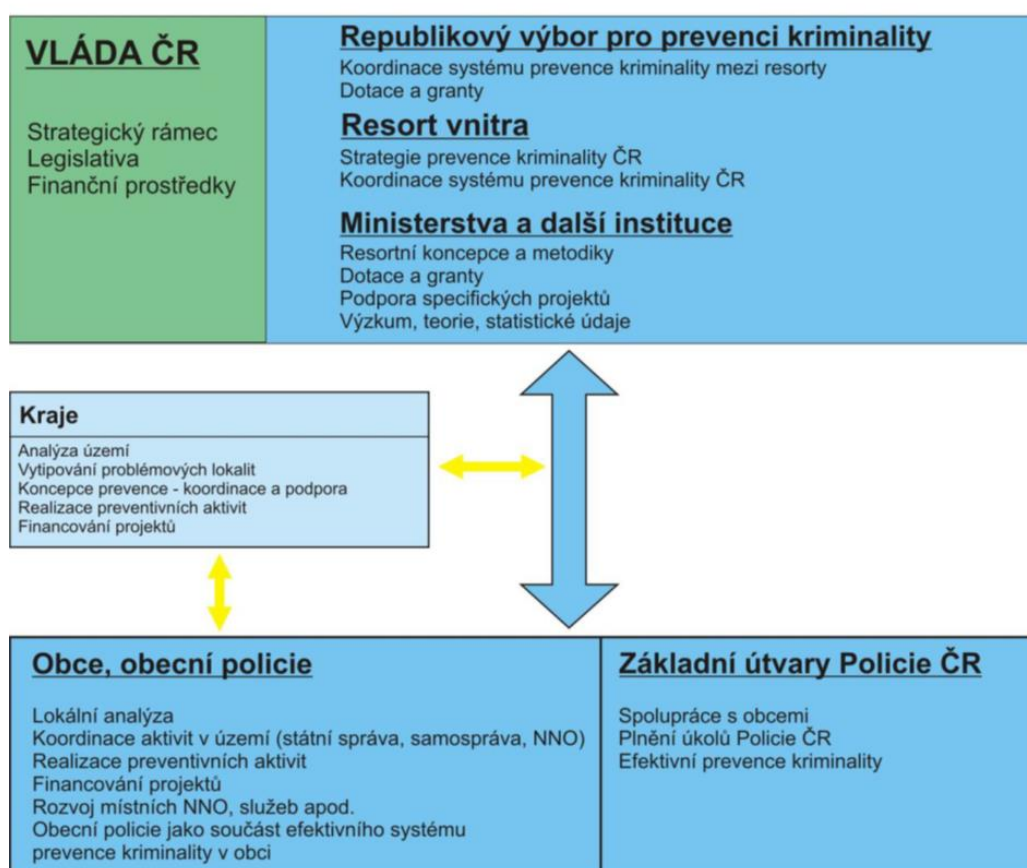 VLÁDA ČR
Strategický rámec
Legislativa
Finanční prostředky
Republikový výbor pro prevenci kriminality
Koordinace systému prevence kriminality mezi resorty
Dotace a granty
Resort vnitra
Strategie prevence kriminality ČR
Koordinace systému prevence kriminality ČR
Ministerstva a další instituce
Resortní koncepce a metodiky
Dotace a granty
Podpora specifických projektů
Výzkum, teorie, statistické údaje
Kraje
Analýza území
Vytipování problémových lokalit
Koncepce prevence - koordinace a podpora
Realizace preventivních aktivit
Financování projektů
Obce, obecní policie
Lokální analýza
Koordinace aktivit v území (státní správa, samospráva, NNO)
Realizace preventivních aktivit
Financování projektů
Rozvoj místních NNO, služeb apod.
Obecní policie jako součást efektivního systému
prevence kriminality v obci
Základní útvary Policie ČR
Spolupráce s obcemi
Plnění úkolů Policie ČR
Efektivní prevence kriminality